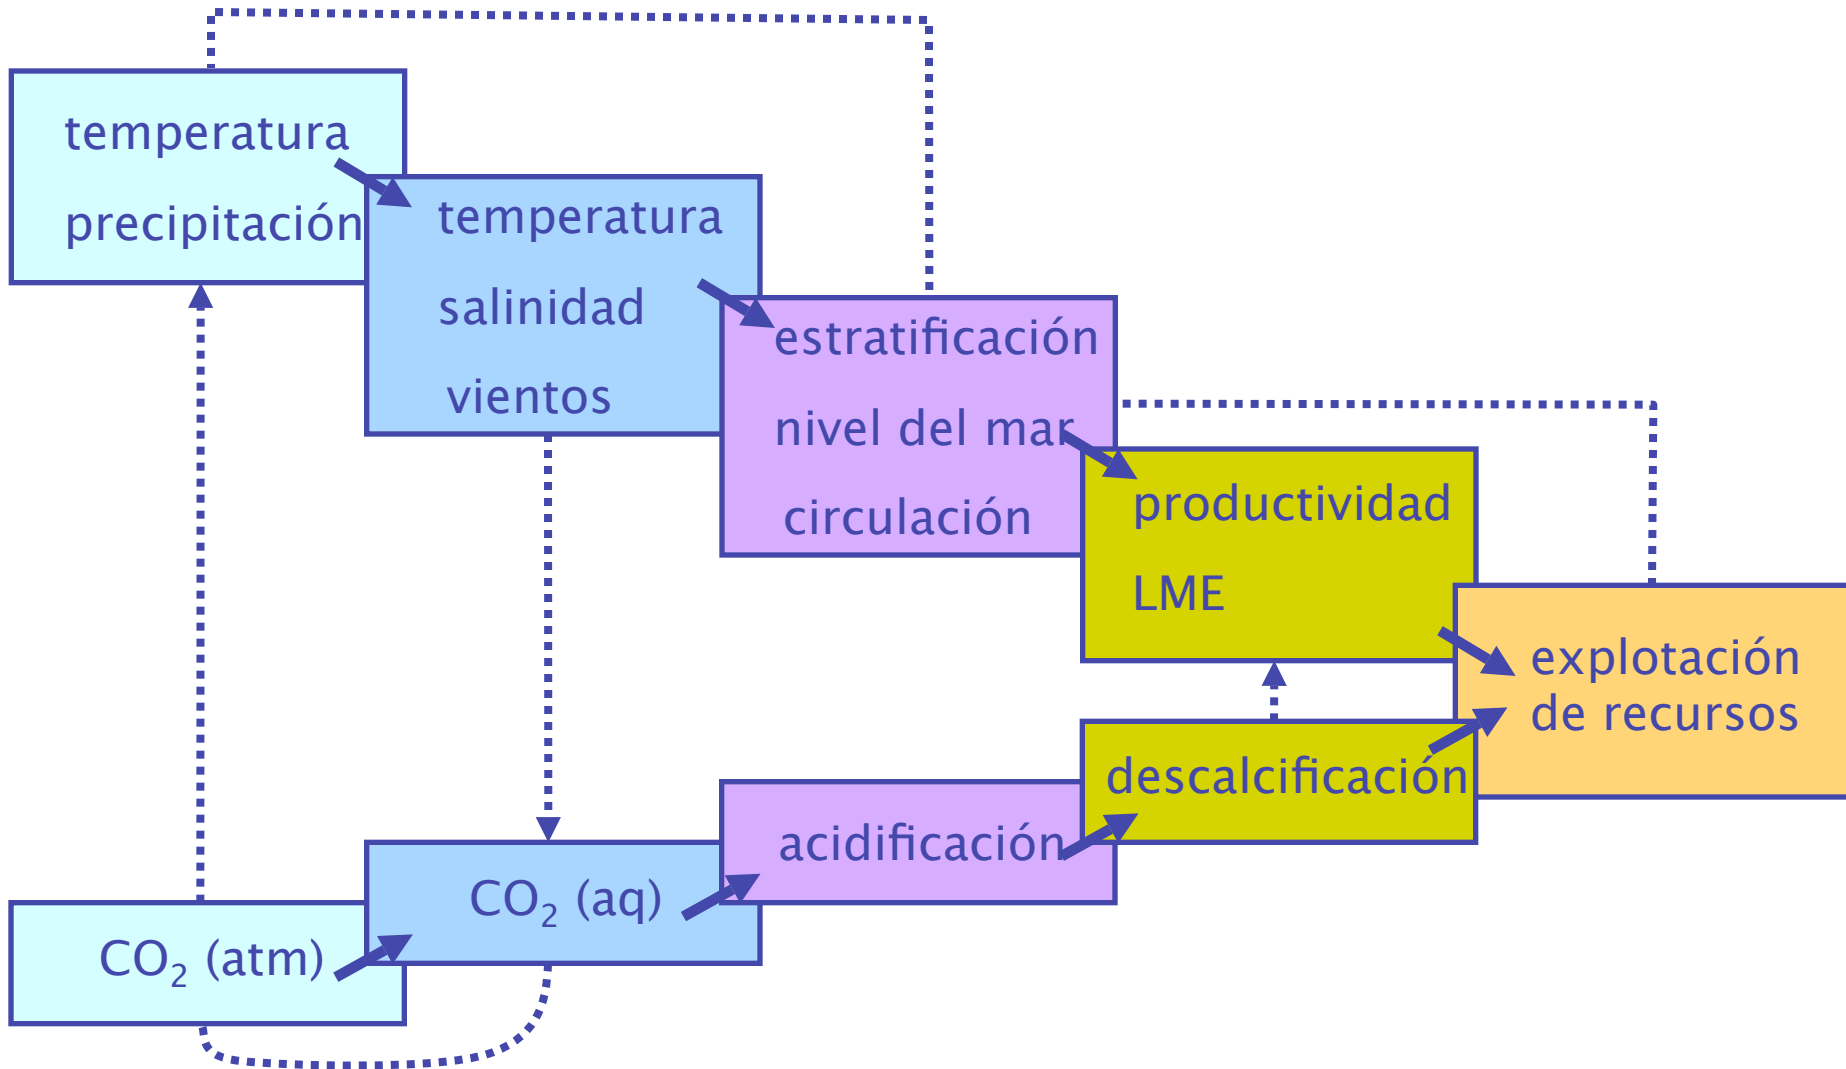 temperatura
precipitación
temperatura
salinidad
vientos
estratificación
nivel del mar
circulación
productividad
LME
explotación
de recursos
descalcificación
acidificación
CO₂ (aq)
CO₂ (atm)